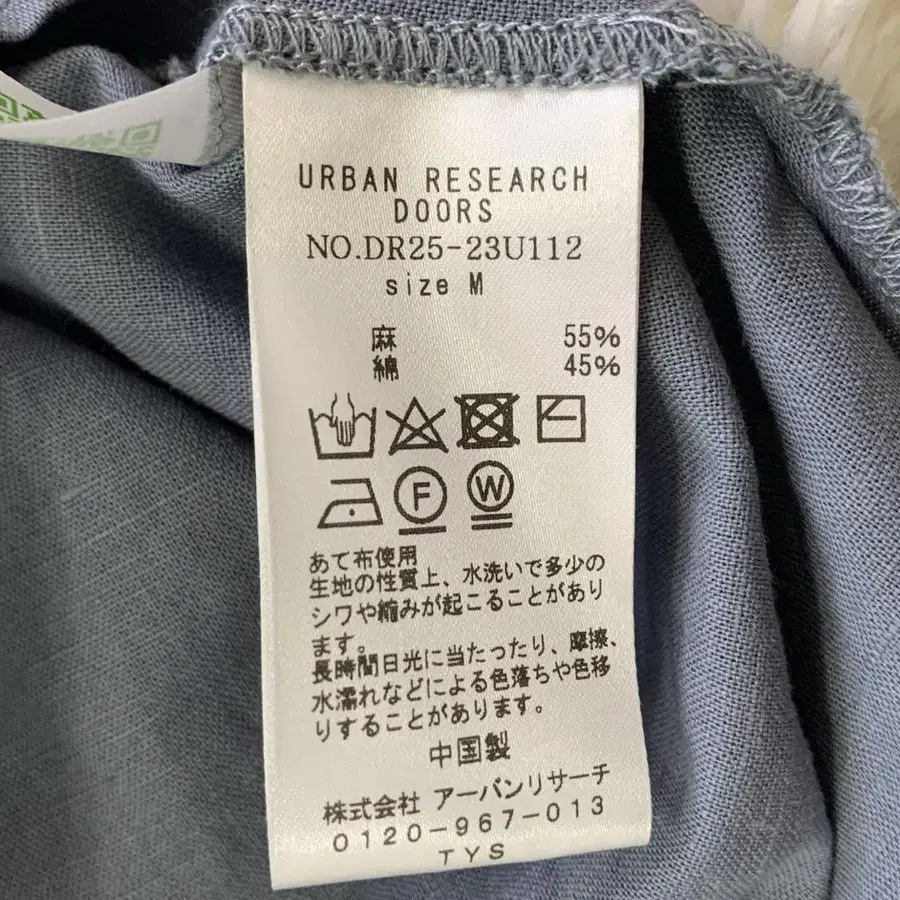 URBAN RESEARCH
DOORS
NO.DR25-23U112
size M
麻 55%
綿 45%
F W
あて布使用
生地の性質上、水洗いで多少の
シワや縮みが起こることがあり
ます。
長時間日光に当たったり、摩擦、
水濡れなどによる色落ちや色移
りすることがあります。
中国製
株式会社 アーバンリサーチ
0120-967-013
TYS